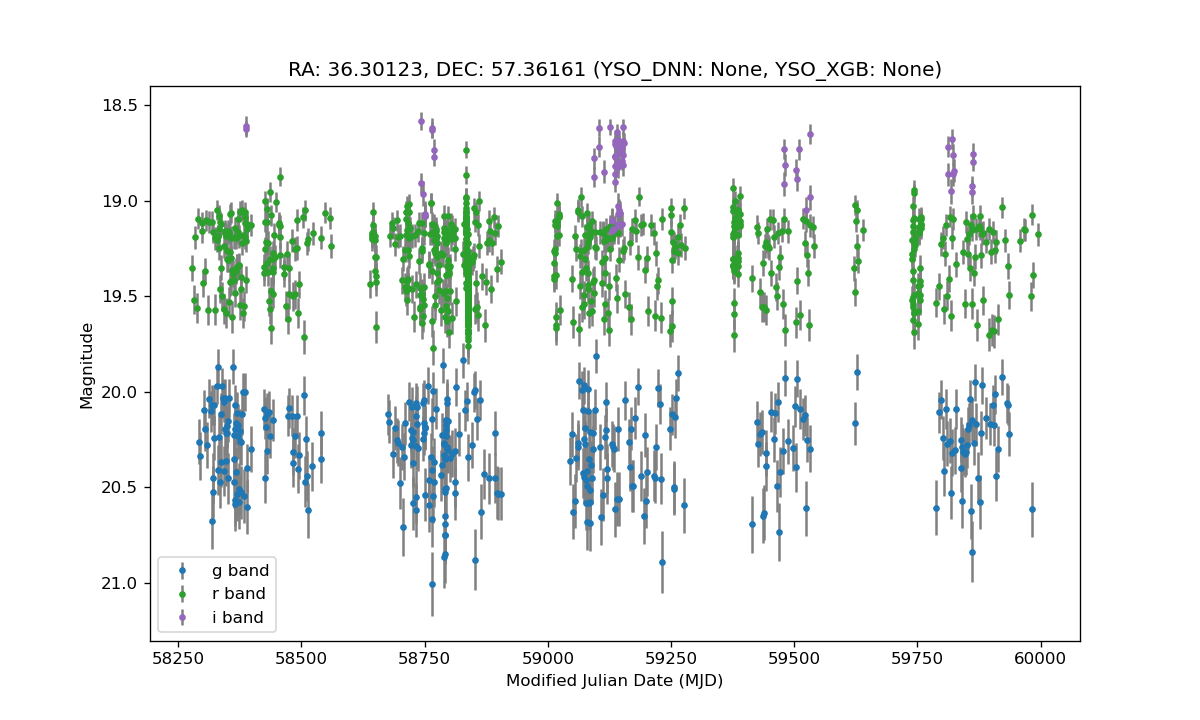 RA: 36.30123, DEC: 57.36161 (YSO_DNN: None, YSO_XGB: None)
18.5
19.0
19.5
20.0
20.5
21.0
Magnitude
g band
r band
i band
58250 58500 58750 59000 59250 59500 59750 60000
Modified Julian Date (MJD)